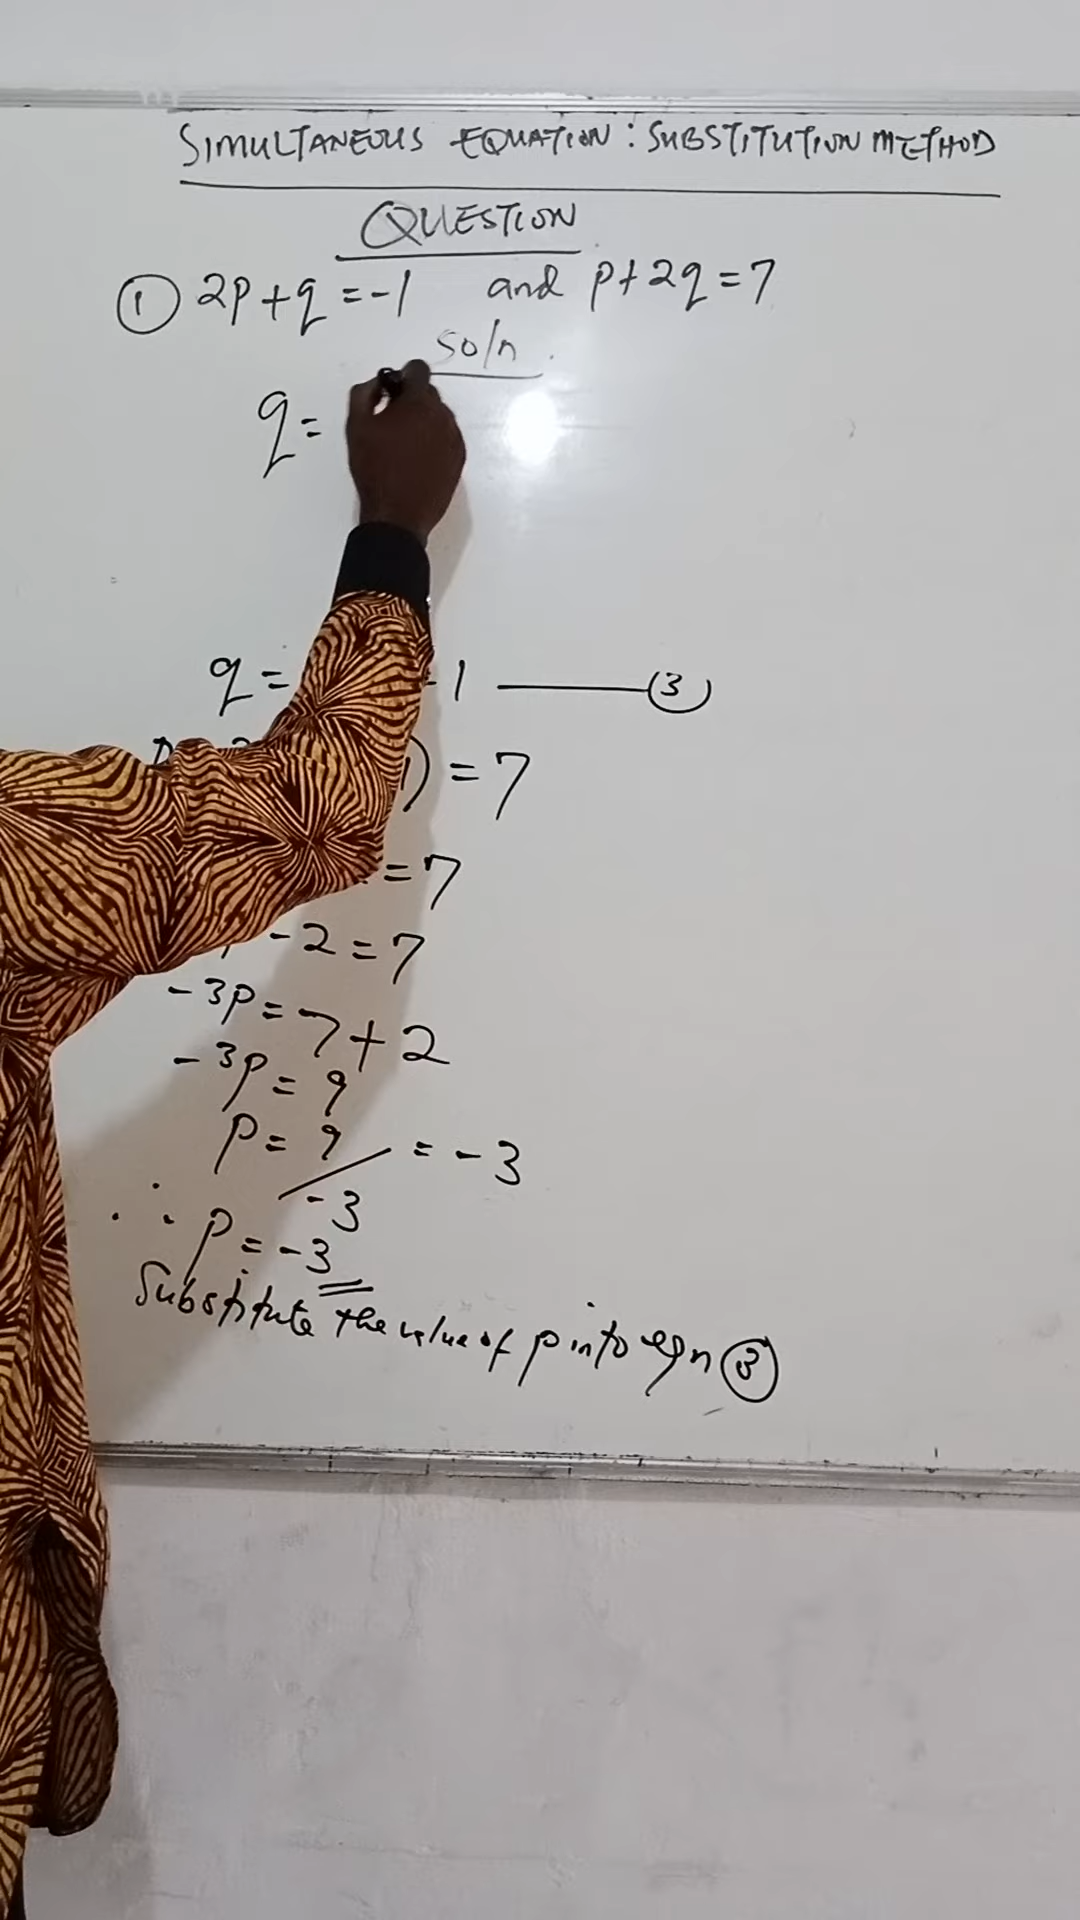 SIMULTANEOUS EQUATION: SUBSTITUTION METHOD
QUESTION
① 2p+q=-1 and p+2q=7
soln.
q=
q= -1 ——— ③
) = 7
=7
-2=7
-3p=7+2
-3p=9
p=9/-3 = -3
∴ p=-3
Substitute the value of p into eqn ③